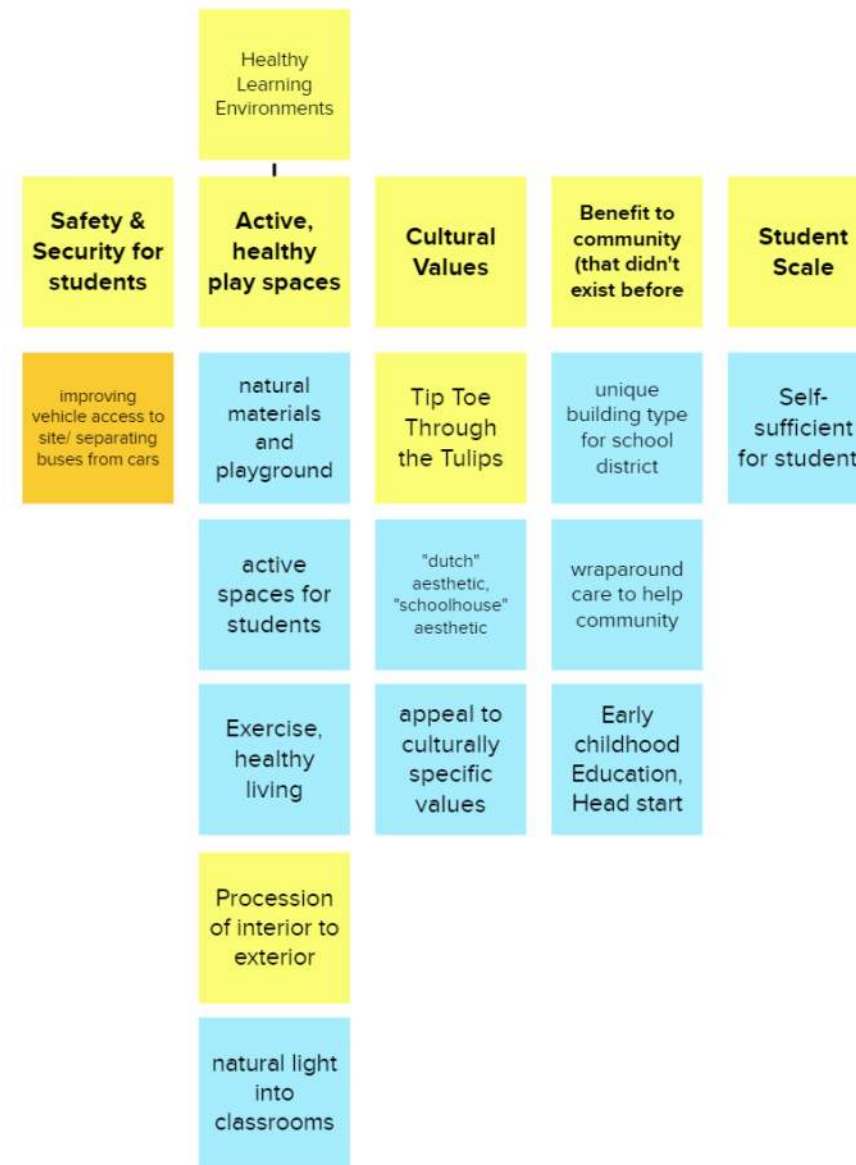 Healthy
Learning
Environments
Safety &
Security for
students
Active,
healthy
play spaces
Cultural
Values
Benefit to
community
(that didn't
exist before
Student
Scale
improving
vehicle access to
site/ separating
buses from cars
natural
materials
and
playground
Tip Toe
Through
the Tulips
unique
building type
for school
district
Self-
sufficient
for student
active
spaces for
students
"dutch"
aesthetic,
"schoolhouse"
aesthetic
wraparound
care to help
community
Exercise,
healthy
living
appeal to
culturally
specific
values
Early
childhood
Education,
Head start
Procession
of interior to
exterior
natural light
into
classrooms